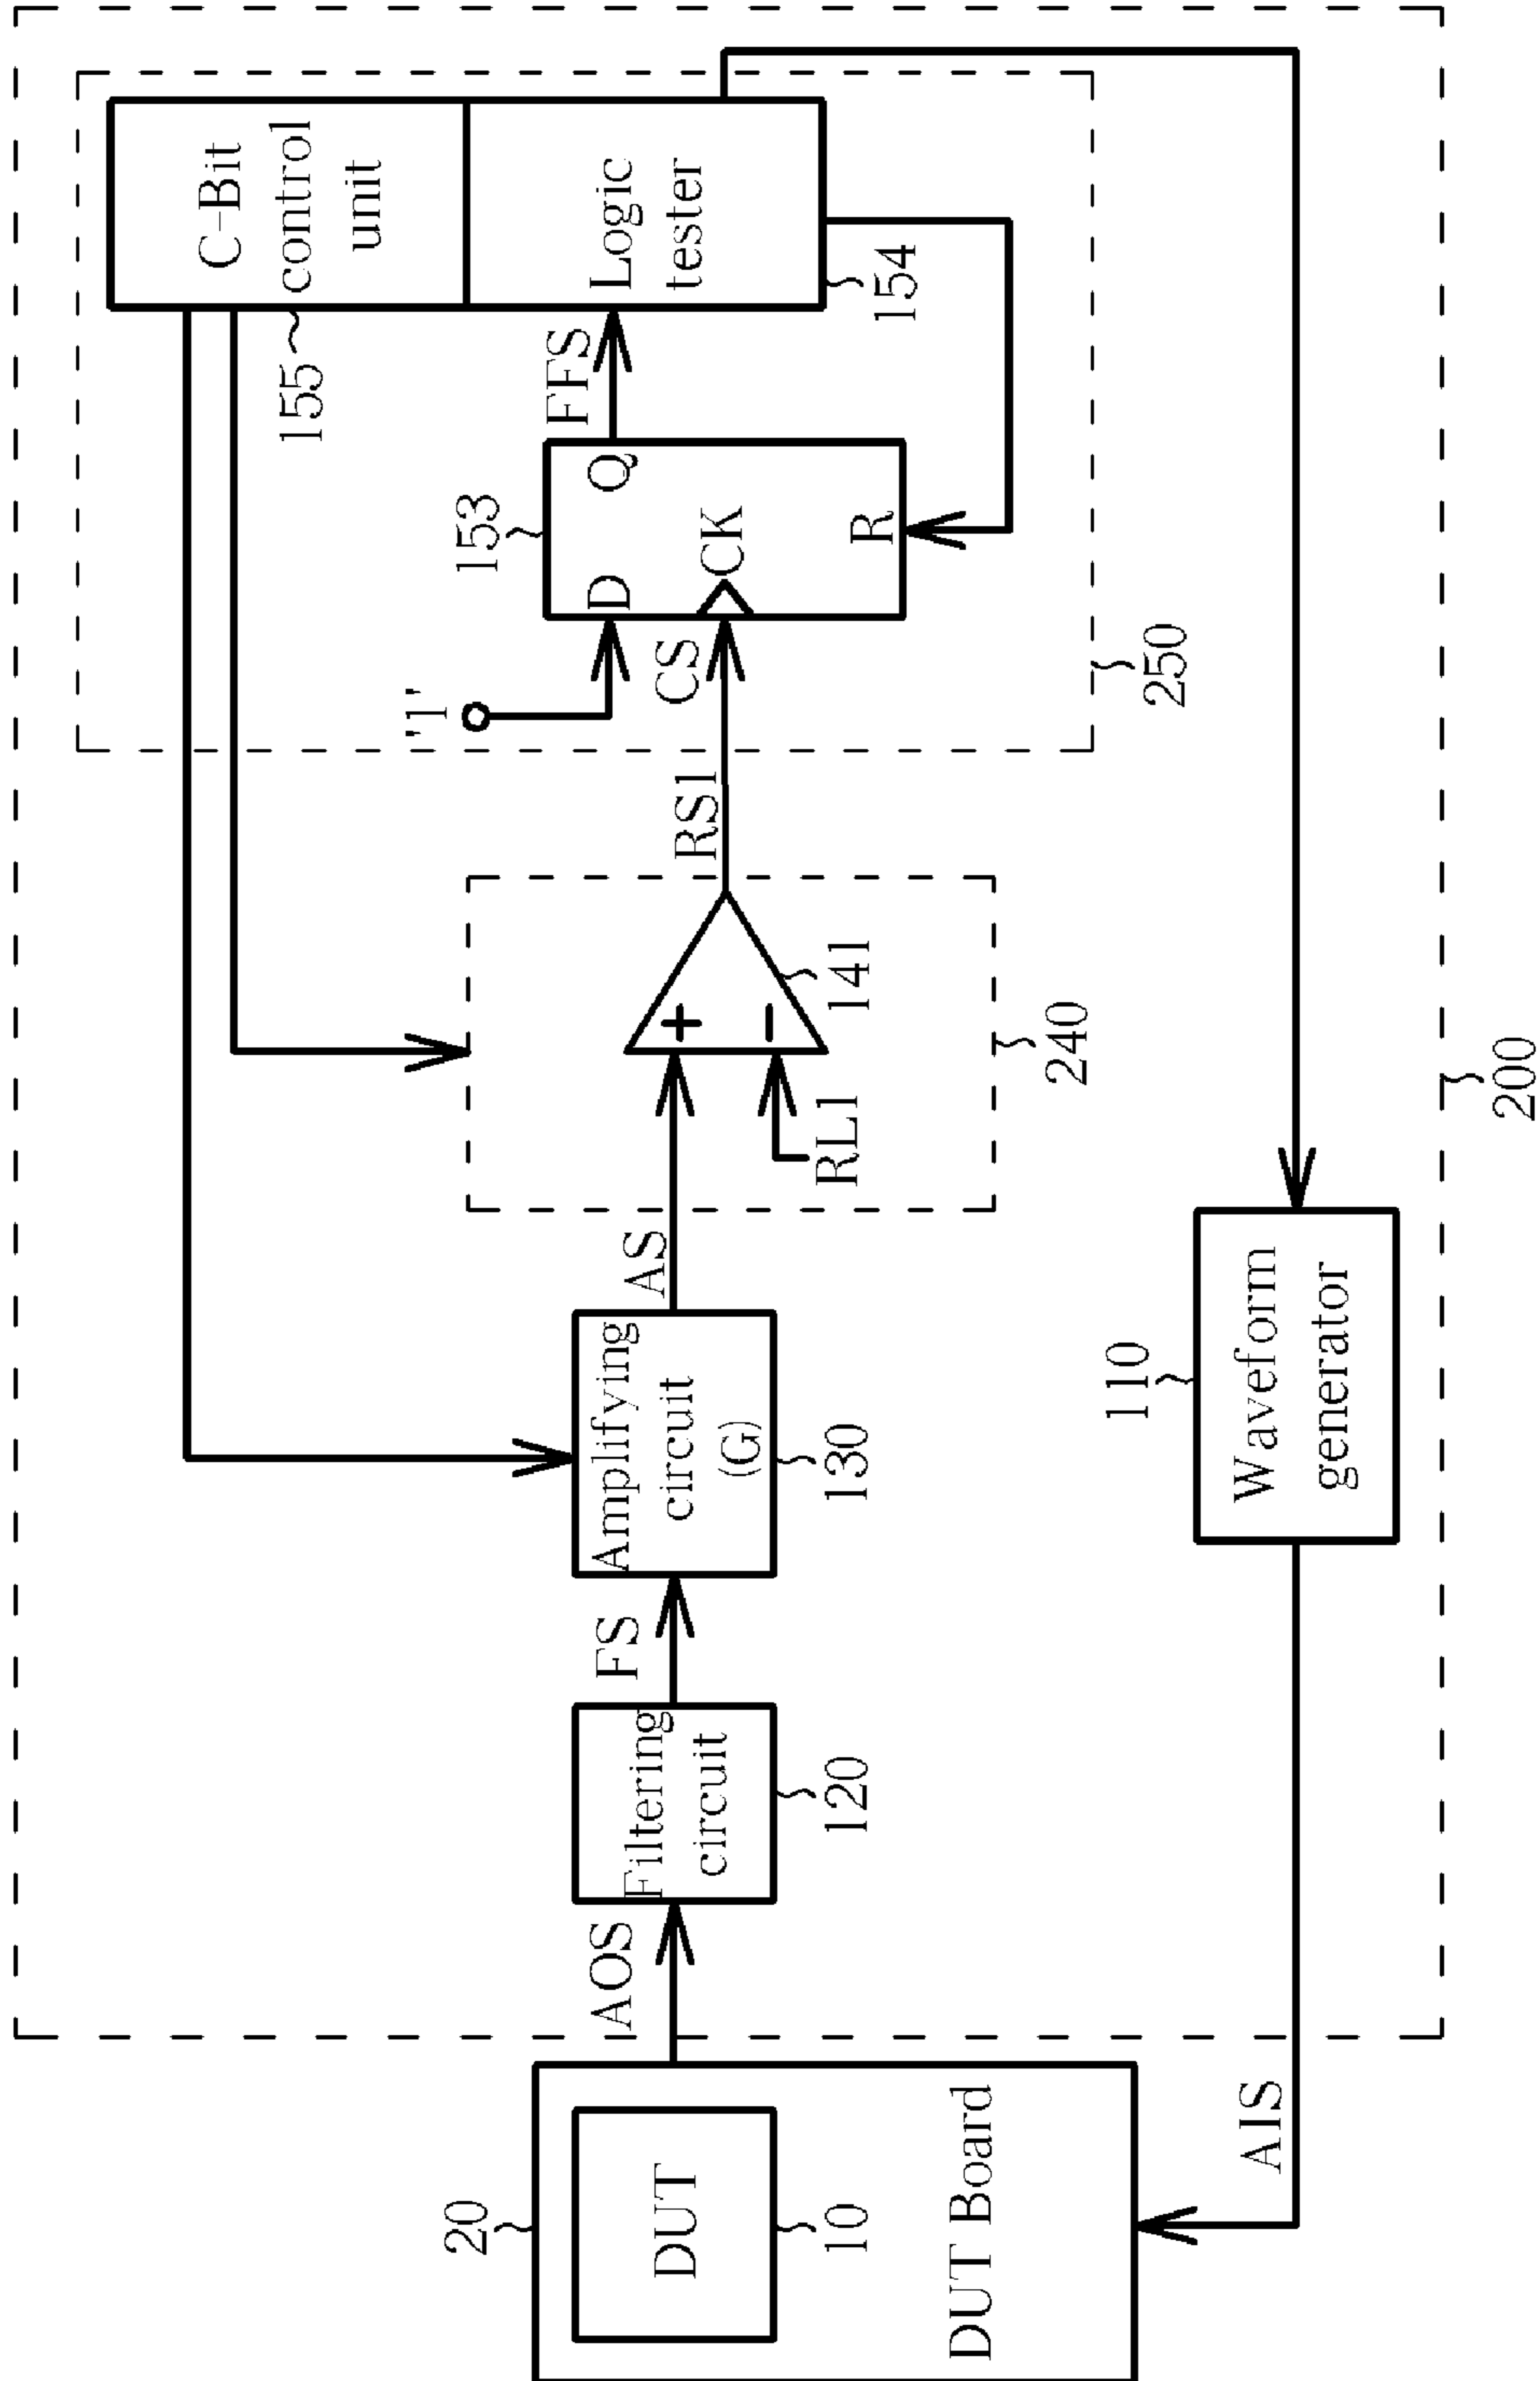 C-Bit
control
unit
155
Logic
tester
154
FFS
153
D
Q
CK
R
'1'
CS
250
RS1
141
+
−
RL1
240
AS
Amplifying
circuit
(G)
130
FS
Filtering
circuit
120
AOS
20
DUT
10
DUT Board
AIS
110
Waveform
generator
200